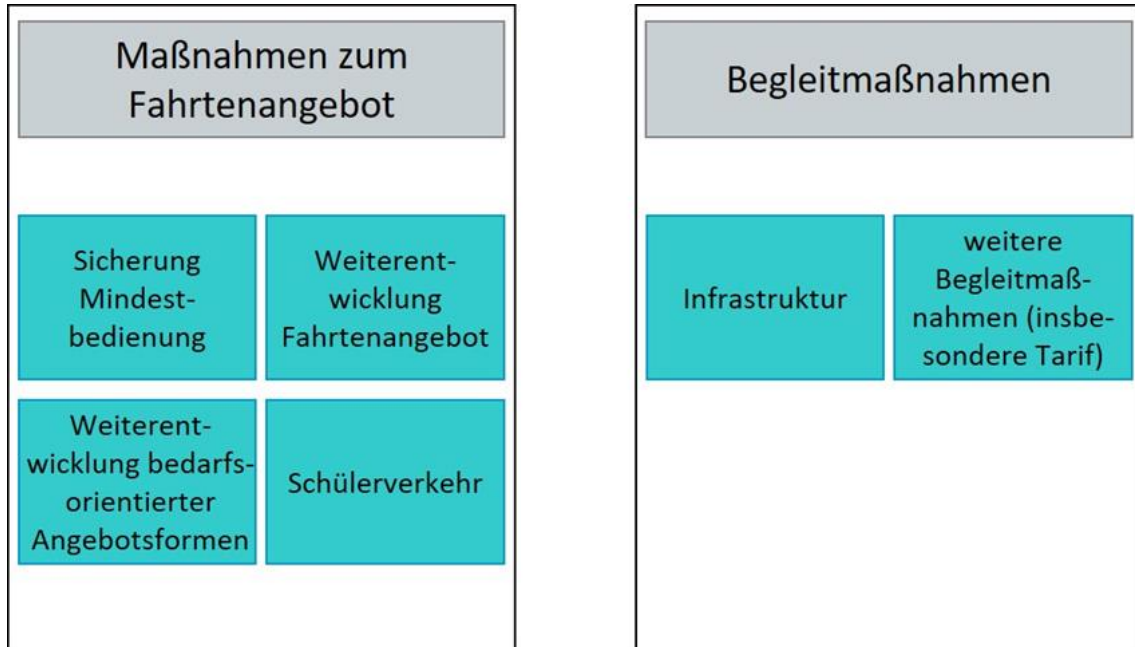 Maßnahmen zum
Fahrtenangebot
Sicherung
Mindest-
bedienung
Weiterent-
wicklung
Fahrtenangebot
Weiterent-
wicklung bedarfs-
orientierter
Angebotsformen
Schülerverkehr
Begleitmaßnahmen
Infrastruktur
weitere
Begleitmaß-
nahmen (insbe-
sondere Tarif)